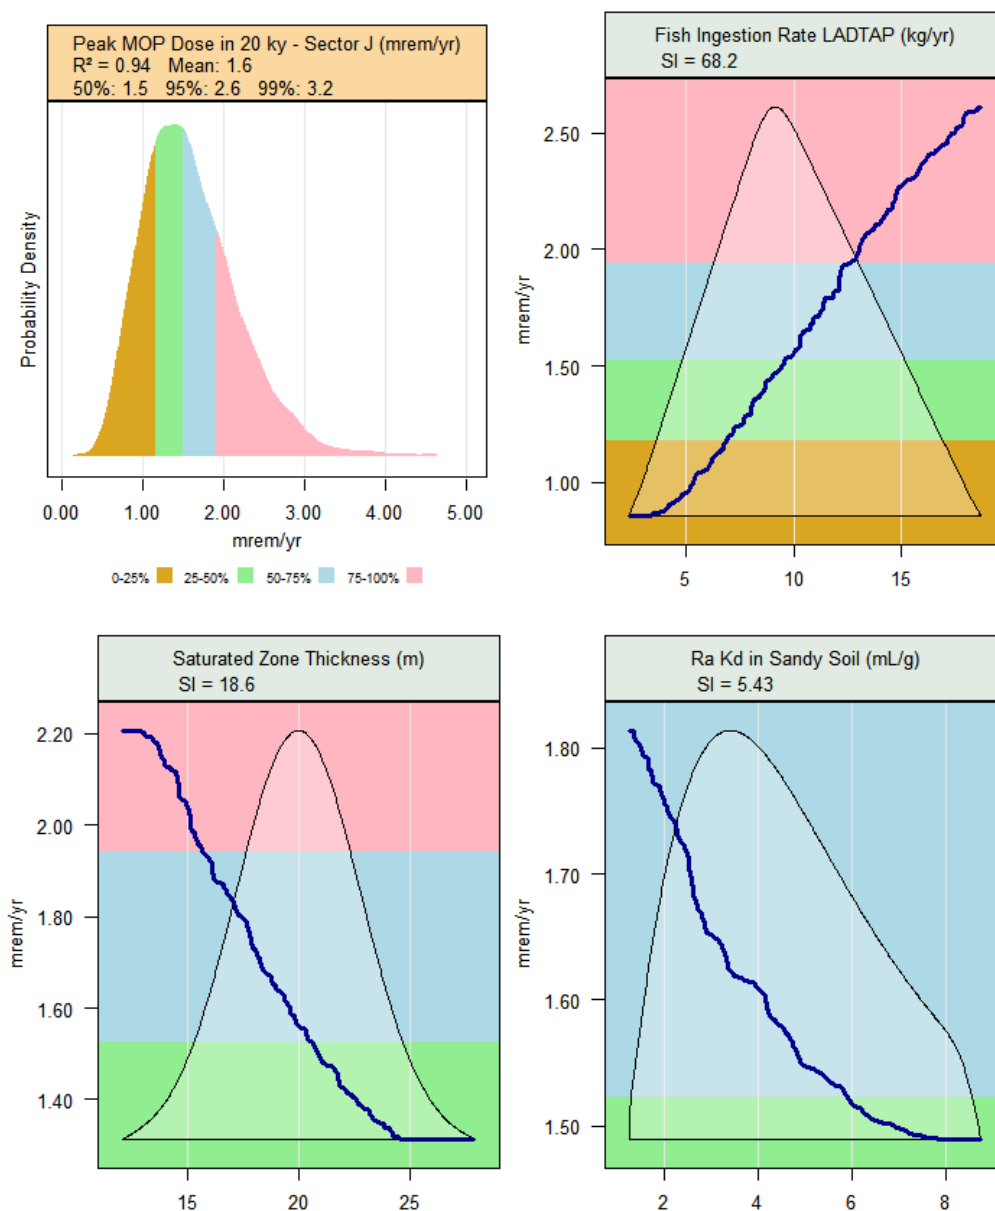 Peak MOP Dose in 20 ky - Sector J (mrem/yr)
R² = 0.94 Mean: 1.6
50%: 1.5 95%: 2.6 99%: 3.2
Probability Density
0.00 1.00 2.00 3.00 4.00 5.00
mrem/yr
0-25% 25-50% 50-75% 75-100%
Fish Ingestion Rate LADTAP (kg/yr)
SI = 68.2
2.50
2.00
1.50
1.00
mrem/yr
5 10 15
Saturated Zone Thickness (m)
SI = 18.6
2.20
2.00
1.80
1.60
1.40
mrem/yr
15 20 25
Ra Kd in Sandy Soil (mL/g)
SI = 5.43
1.80
1.70
1.60
1.50
mrem/yr
2 4 6 8